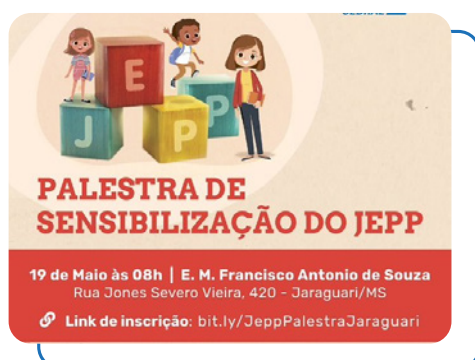 J
E
P
P
PALESTRA DE
SENSIBILIZAÇÃO DO JEPP
19 de Maio às 08h | E. M. Francisco Antonio de Souza
Rua Jones Severo Vieira, 420 - Jaraguari/MS
Link de inscrição: bit.ly/JeppPalestraJaraguari